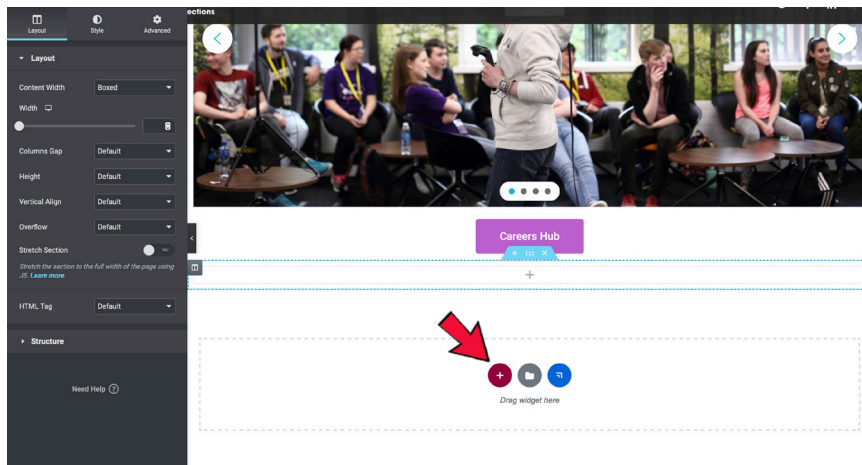 ections
Layout
Style
Advanced
Layout
Content Width
Boxed
Width
Columns Gap
Default
Height
Default
Vertical Align
Default
Overflow
Default
Stretch Section
NO
Stretch the section to the full width of the page using
JS. Learn more.
HTML Tag
Default
Structure
Need Help ?
Careers Hub
Drag widget here